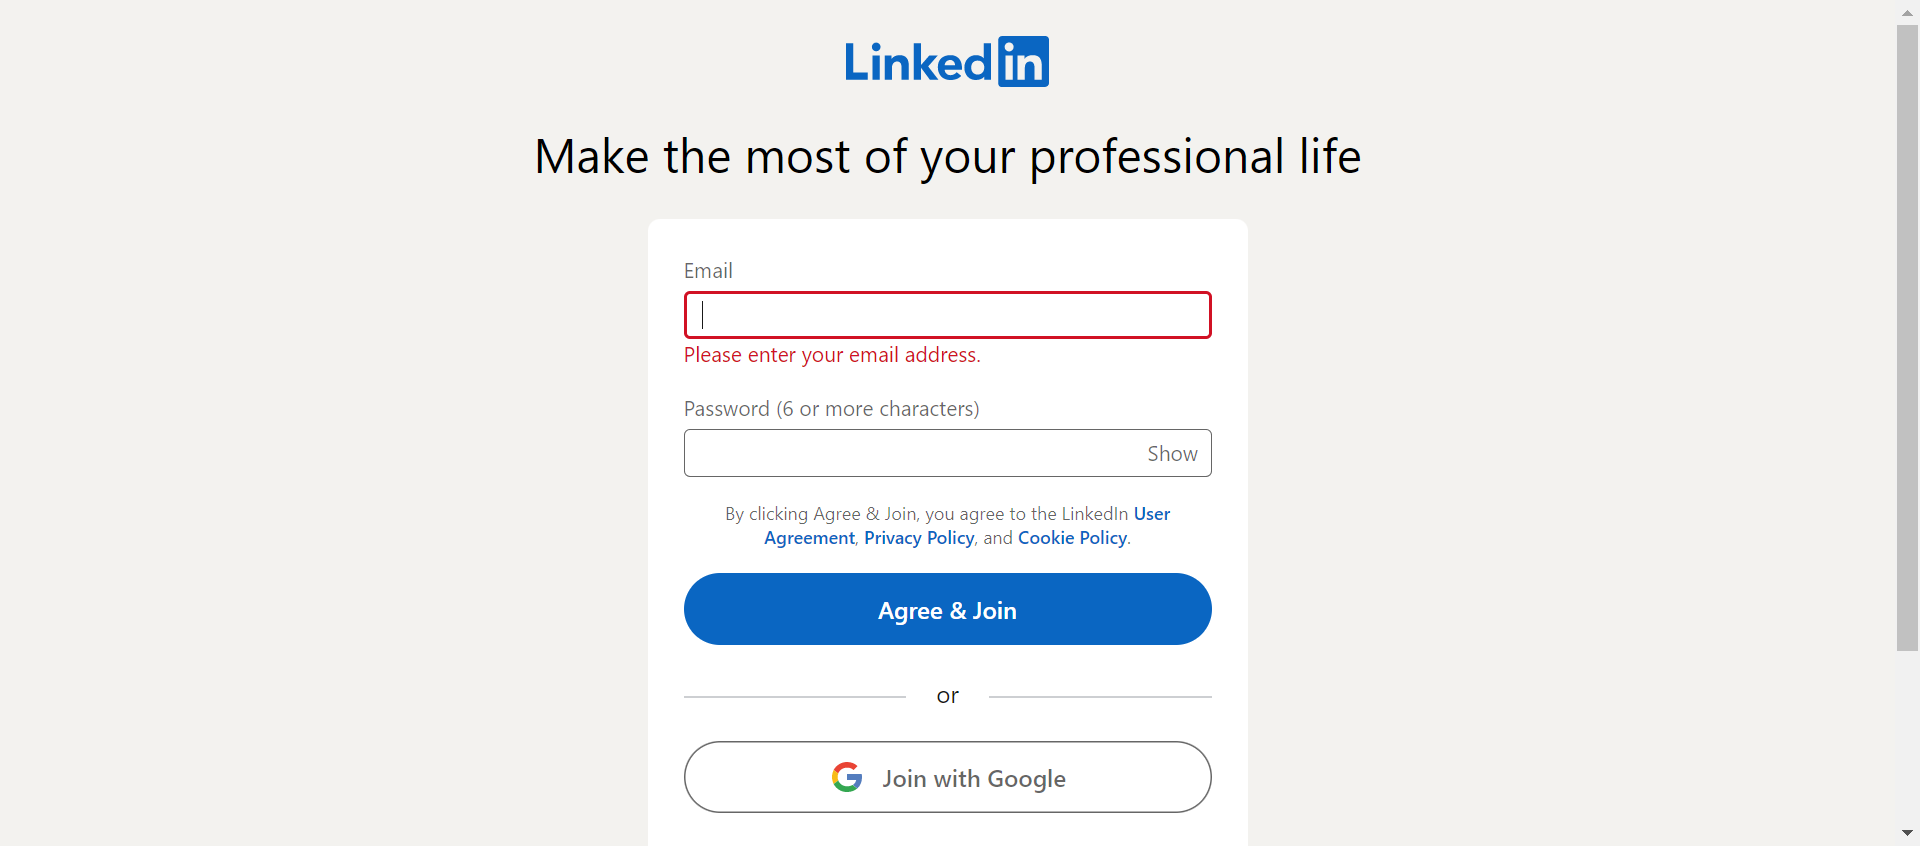 Linkedin
Make the most of your professional life
Email
Please enter your email address.
Password (6 or more characters)
Show
By clicking Agree & Join, you agree to the LinkedIn User
Agreement, Privacy Policy, and Cookie Policy.
Agree & Join
or
Join with Google